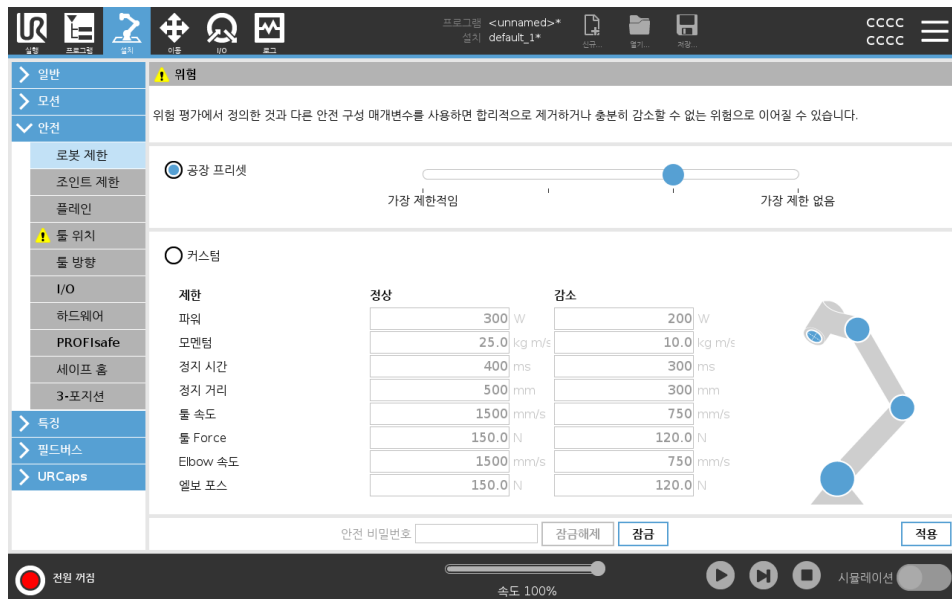 프로그램 <unnamed>*
설치 default_1*
신규...
열기...
저장...
CCCC
CCCC
실행
프로그램
설치
이동
I/O
로그
일반
모션
안전
로봇 제한
조인트 제한
플레인
툴 위치
툴 방향
I/O
하드웨어
PROFIsafe
세이프 홈
3-포지션
특징
필드버스
URCaps
위험
위험 평가에서 정의한 것과 다른 안전 구성 매개변수를 사용하면 합리적으로 제거하거나 충분히 감소할 수 없는 위험으로 이어질 수 있습니다.
공장 프리셋
가장 제한적임
가장 제한 없음
커스텀
제한 정상 감소
파워 300 W 200 W
모멘텀 25.0 kg m/s 10.0 kg m/s
정지 시간 400 ms 300 ms
정지 거리 500 mm 300 mm
툴 속도 1500 mm/s 750 mm/s
툴 Force 150.0 N 120.0 N
Elbow 속도 1500 mm/s 750 mm/s
엘보 포스 150.0 N 120.0 N
안전 비밀번호 잠금해제 잠금 적용
전원 꺼짐
속도 100%
시뮬레이션